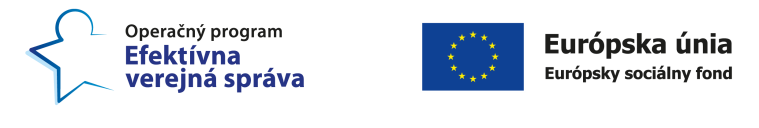 Operačný program
Efektívna
verejná správa
Európska únia
Európsky sociálny fond